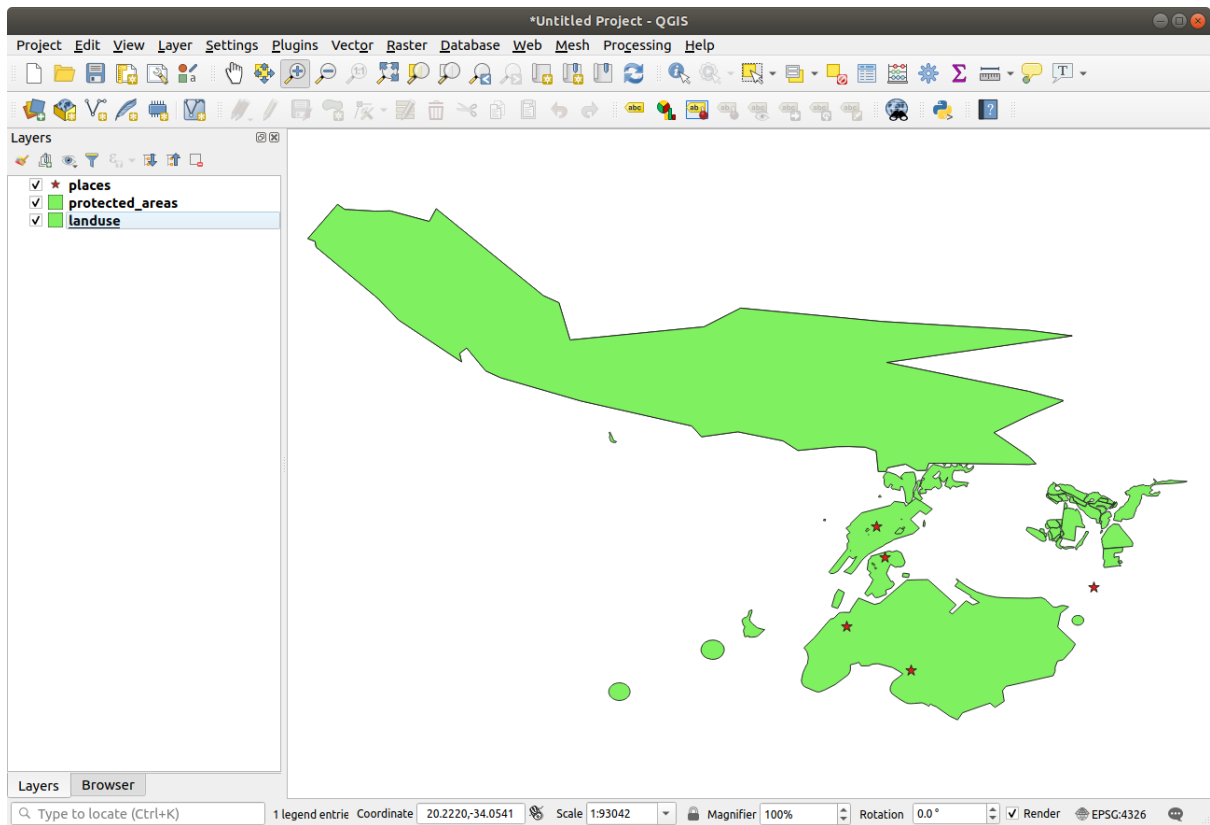 *Untitled Project - QGIS
Project Edit View Layer Settings Plugins Vector Raster Database Web Mesh Processing Help
Layers
places
protected_areas
landuse
Layers Browser
Type to locate (Ctrl+K) 1 legend entrie Coordinate 20.2220,-34.0541 Scale 1:93042 Magnifier 100% Rotation 0.0 ° Render EPSG:4326